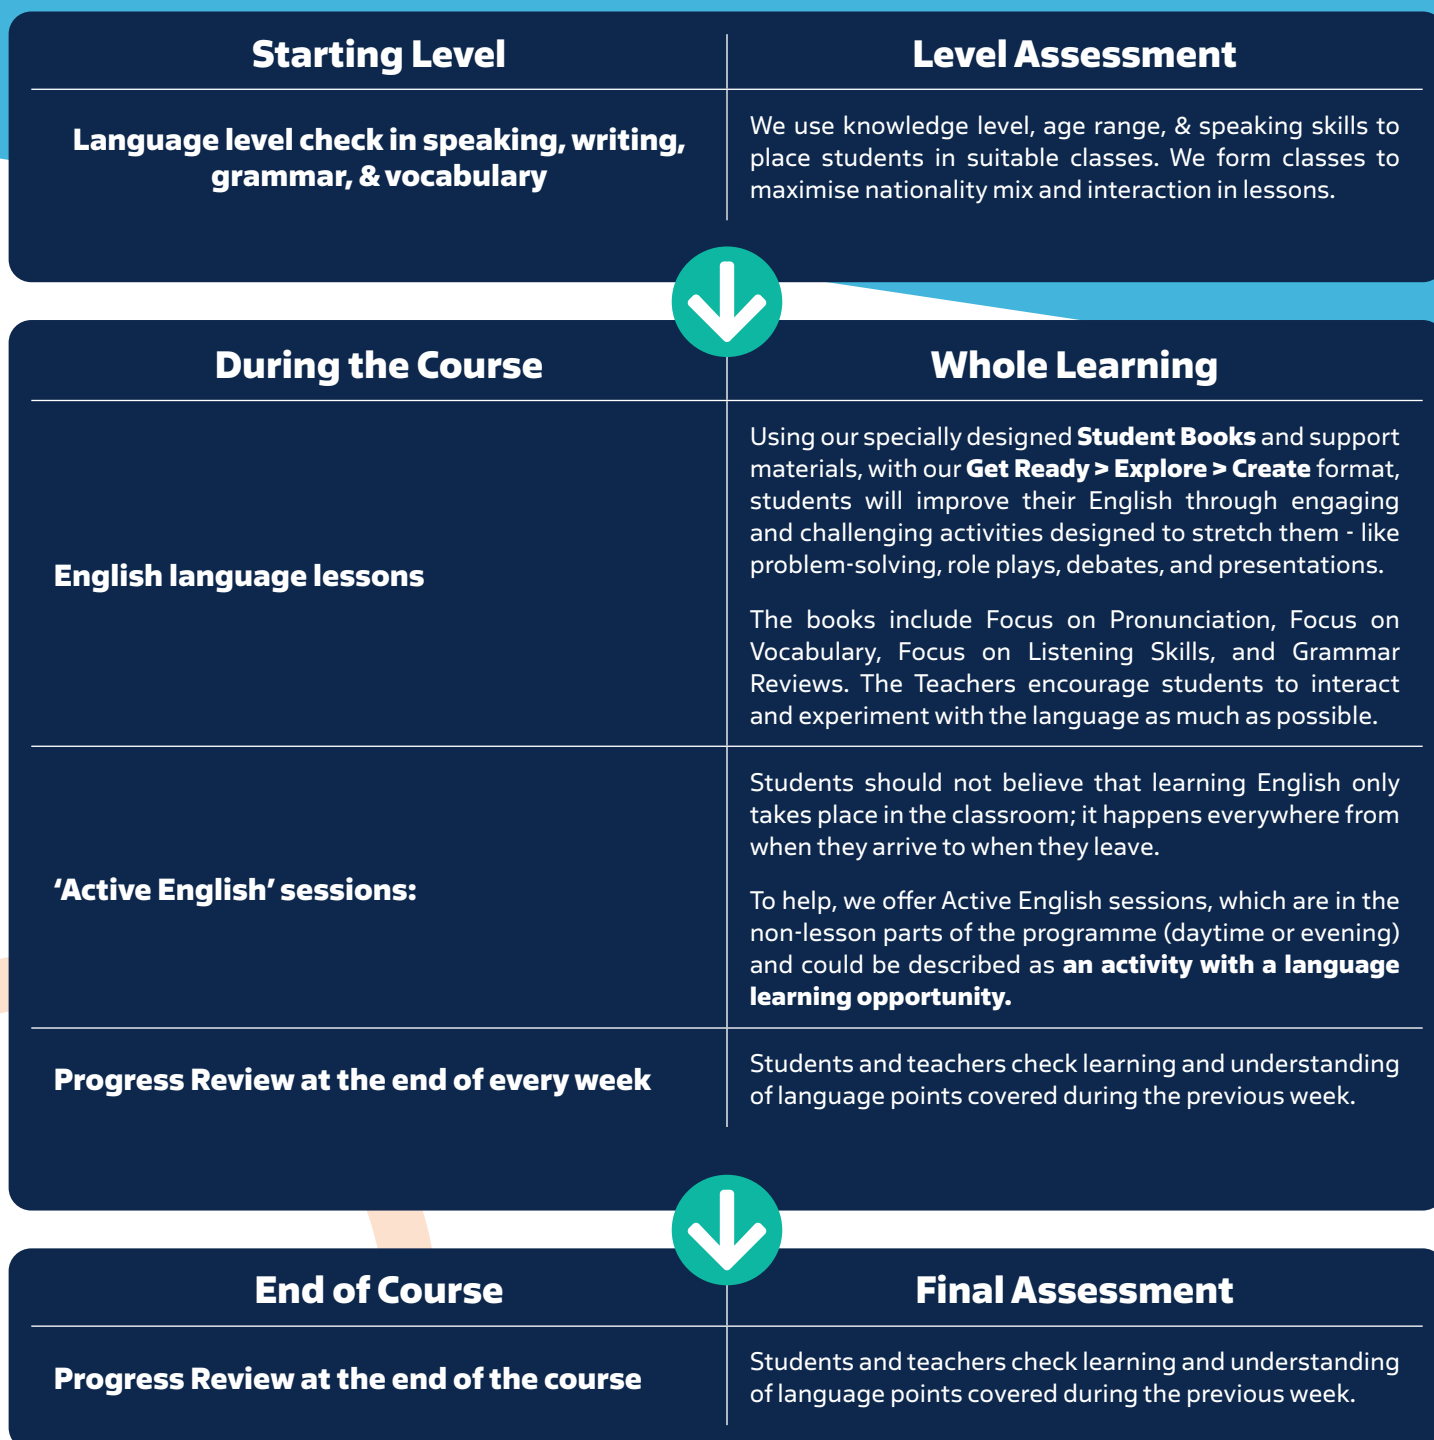 Starting Level
Level Assessment
Language level check in speaking, writing,
grammar, & vocabulary
We use knowledge level, age range, & speaking skills to
place students in suitable classes. We form classes to
maximise nationality mix and interaction in lessons.
During the Course
Whole Learning
English language lessons
Using our specially designed Student Books and support
materials, with our Get Ready > Explore > Create format,
students will improve their English through engaging
and challenging activities designed to stretch them - like
problem-solving, role plays, debates, and presentations.
The books include Focus on Pronunciation, Focus on
Vocabulary, Focus on Listening Skills, and Grammar
Reviews. The Teachers encourage students to interact
and experiment with the language as much as possible.
‘Active English’ sessions:
Students should not believe that learning English only
takes place in the classroom; it happens everywhere from
when they arrive to when they leave.
To help, we offer Active English sessions, which are in the
non-lesson parts of the programme (daytime or evening)
and could be described as an activity with a language
learning opportunity.
Progress Review at the end of every week
Students and teachers check learning and understanding
of language points covered during the previous week.
End of Course
Final Assessment
Progress Review at the end of the course
Students and teachers check learning and understanding
of language points covered during the previous week.